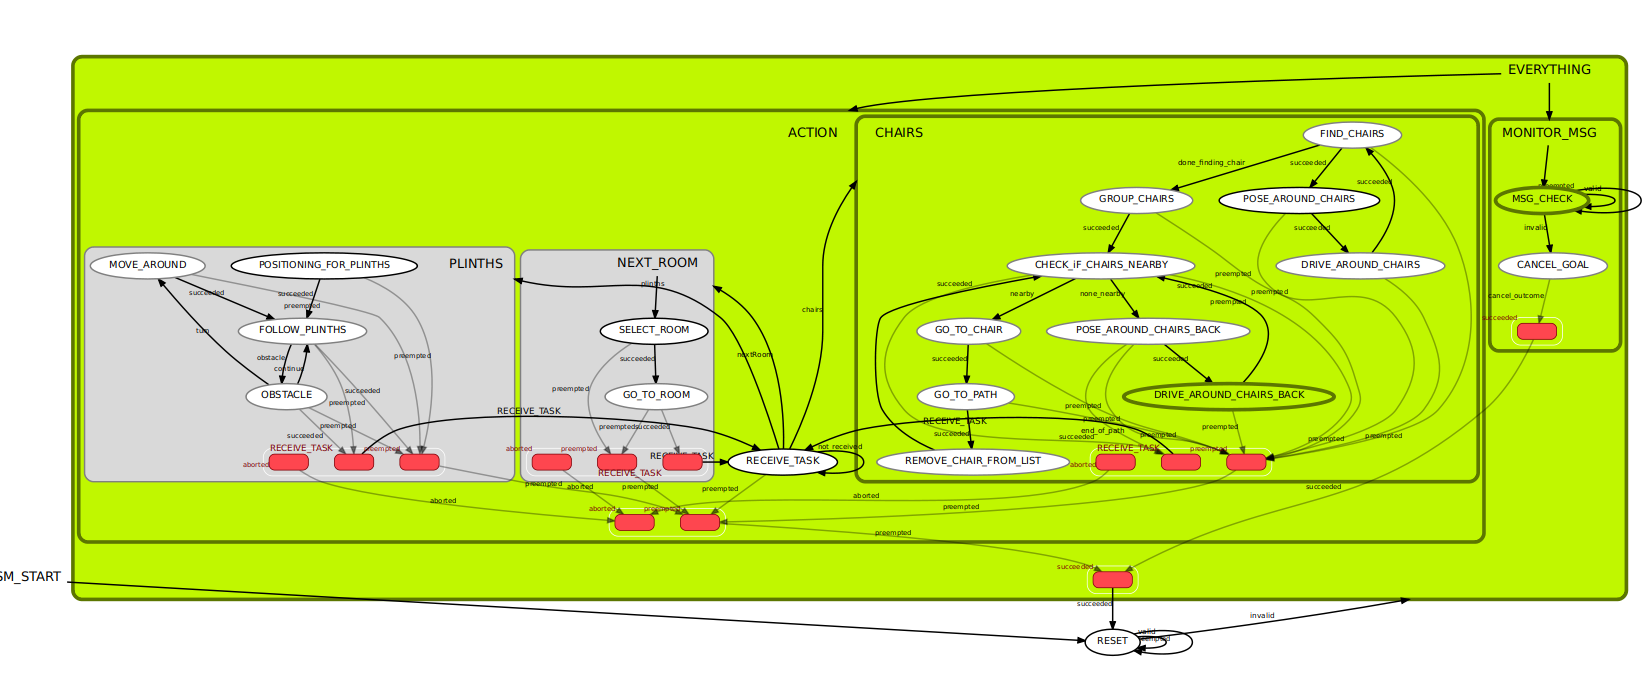 EVERYTHING
ACTION
CHAIRS
FIND_CHAIRS
MONITOR_MSG
done_finding_chair
succeeded
succeeded
GROUP_CHAIRS
POSE_AROUND_CHAIRS
preempted
valid
MSG_CHECK
succeeded
succeeded
invalid
MOVE_AROUND
POSITIONING_FOR_PLINTHS
PLINTHS
NEXT_ROOM
CHECK_iF_CHAIRS_NEARBY
DRIVE_AROUND_CHAIRS
CANCEL_GOAL
preempted
plinths
succeeded
succeeded
succeeded
succeeded
preempted
nearby
none_nearby
preempted
preempted
cancel_outcome
chairs
succeeded
FOLLOW_PLINTHS
turn
SELECT_ROOM
GO_TO_CHAIR
POSE_AROUND_CHAIRS_BACK
obstacle
continue
preempted
succeeded
nextRoom
succeeded
succeeded
OBSTACLE
succeeded
preempted
GO_TO_ROOM
GO_TO_PATH
DRIVE_AROUND_CHAIRS_BACK
preempted
RECEIVE_TASK
preempted
preempted
succeeded
RECEIVE_TASK
preempted
preempted
succeeded
succeeded
end_of_path
succeeded
preempted
preempted
preempted
preempted
RECEIVE_TASK
aborted
preempted
aborted
preempted
RECEIVE_TASK
RECEIVE_TASK
RECEIVE_TASK
not_received
REMOVE_CHAIR_FROM_LIST
RECEIVE_TASK
aborted
preempted
preempted
aborted
preempted
preempted
succeeded
aborted
aborted
aborted
preempted
preempted
preempted
SM_START
succeeded
succeeded
RESET
valid
invalid